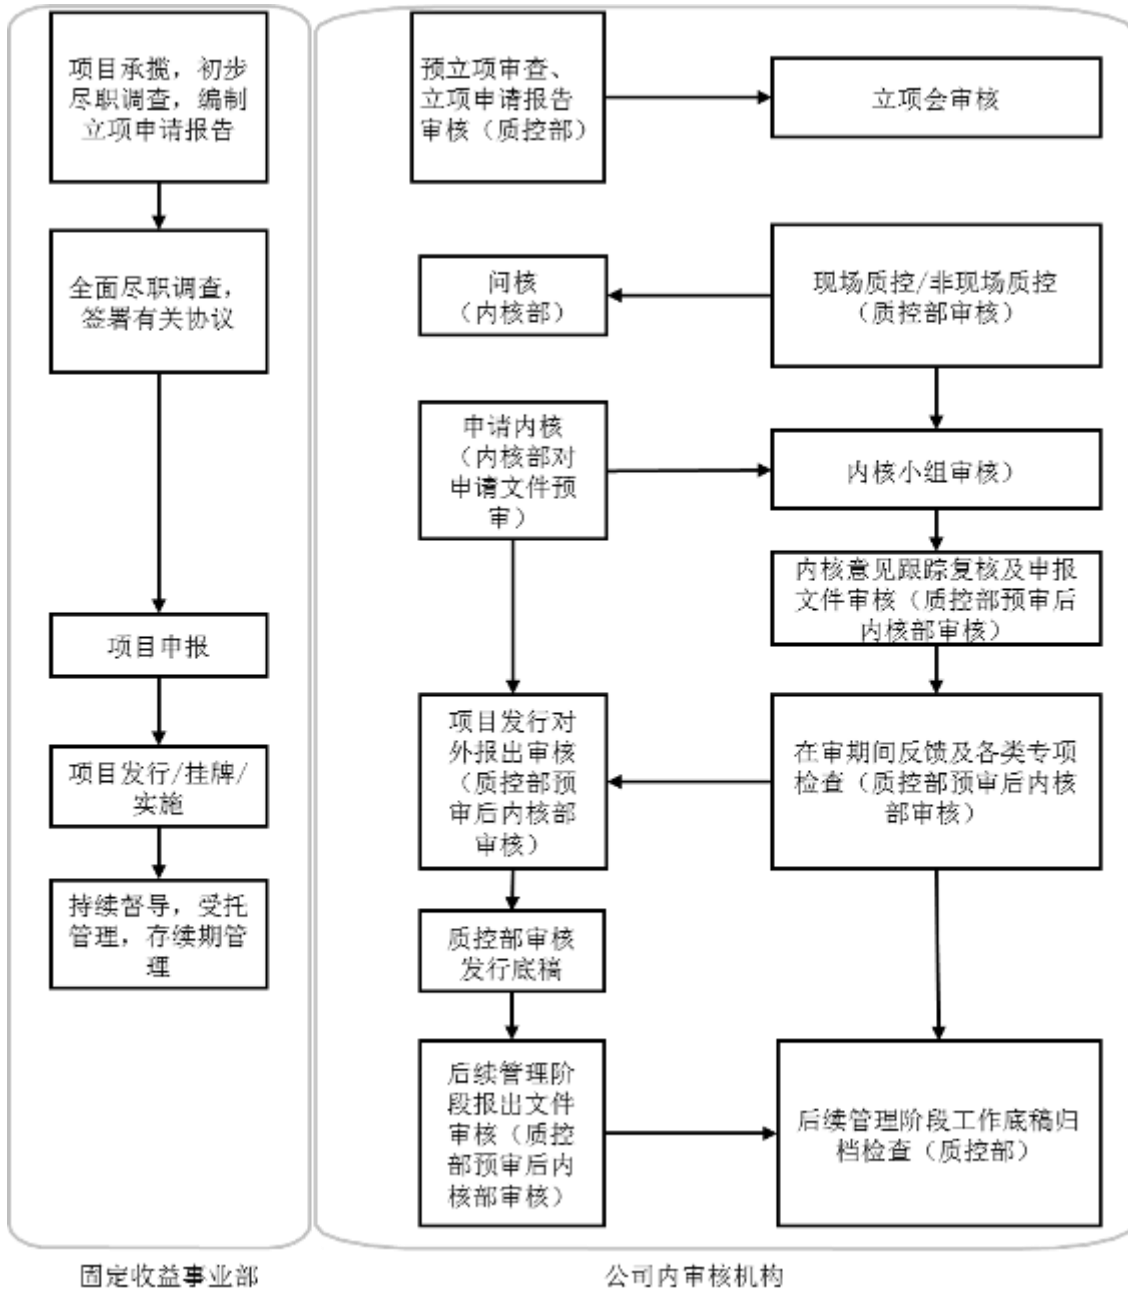 项目承揽，初步
尽职调查，编制
立项申请报告
全面尽职调查，
签署有关协议
项目申报
项目发行/挂牌/
实施
持续督导，受托
管理，存续期管
理
固定收益事业部
预立项审查、
立项申请报告
审核（质控部）
立项会审核
问核
（内核部）
现场质控/非现场质控
（质控部审核）
申请内核
（内核部对
申请文件预
审）
内核小组审核）
内核意见跟踪复核及申报
文件审核（质控部预审后
内核部审核）
项目发行对
外报出审核
（质控部预
审后内核部
审核）
在审期间反馈及各类专项
检查（质控部预审后内核
部审核）
质控部审核
发行底稿
后续管理阶
段报出文件
审核（质控
部预审后内
核部审核）
后续管理阶段工作底稿归
档检查（质控部）
公司内审核机构